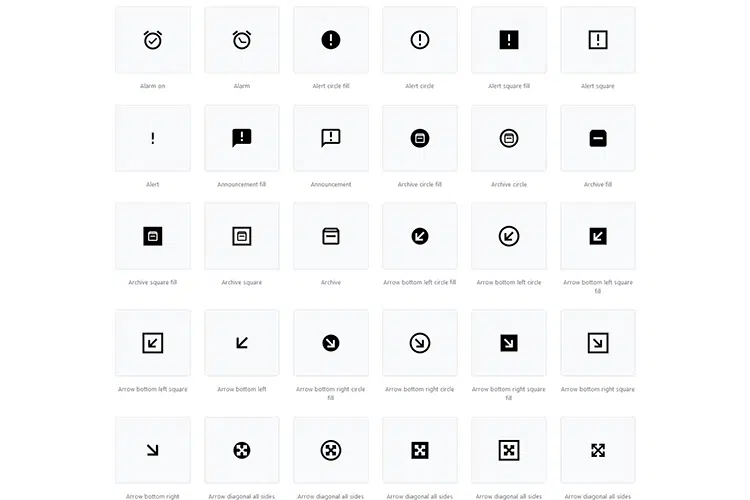 Alarm on
Alarm
Alert circle fill
Alert circle
Alert square fill
Alert square
Alert
Announcement fill
Announcement
Archive circle fill
Archive circle
Archive fill
Archive square fill
Archive square
Archive
Arrow bottom left circle fill
Arrow bottom left circle
Arrow bottom left square
fill
Arrow bottom left square
Arrow bottom left
Arrow bottom right circle
fill
Arrow bottom right circle
Arrow bottom right square
fill
Arrow bottom right square
Arrow bottom right
Arrow diagonal all sides
Arrow diagonal all sides
Arrow diagonal all sides
Arrow diagonal all sides
Arrow diagonal all sides